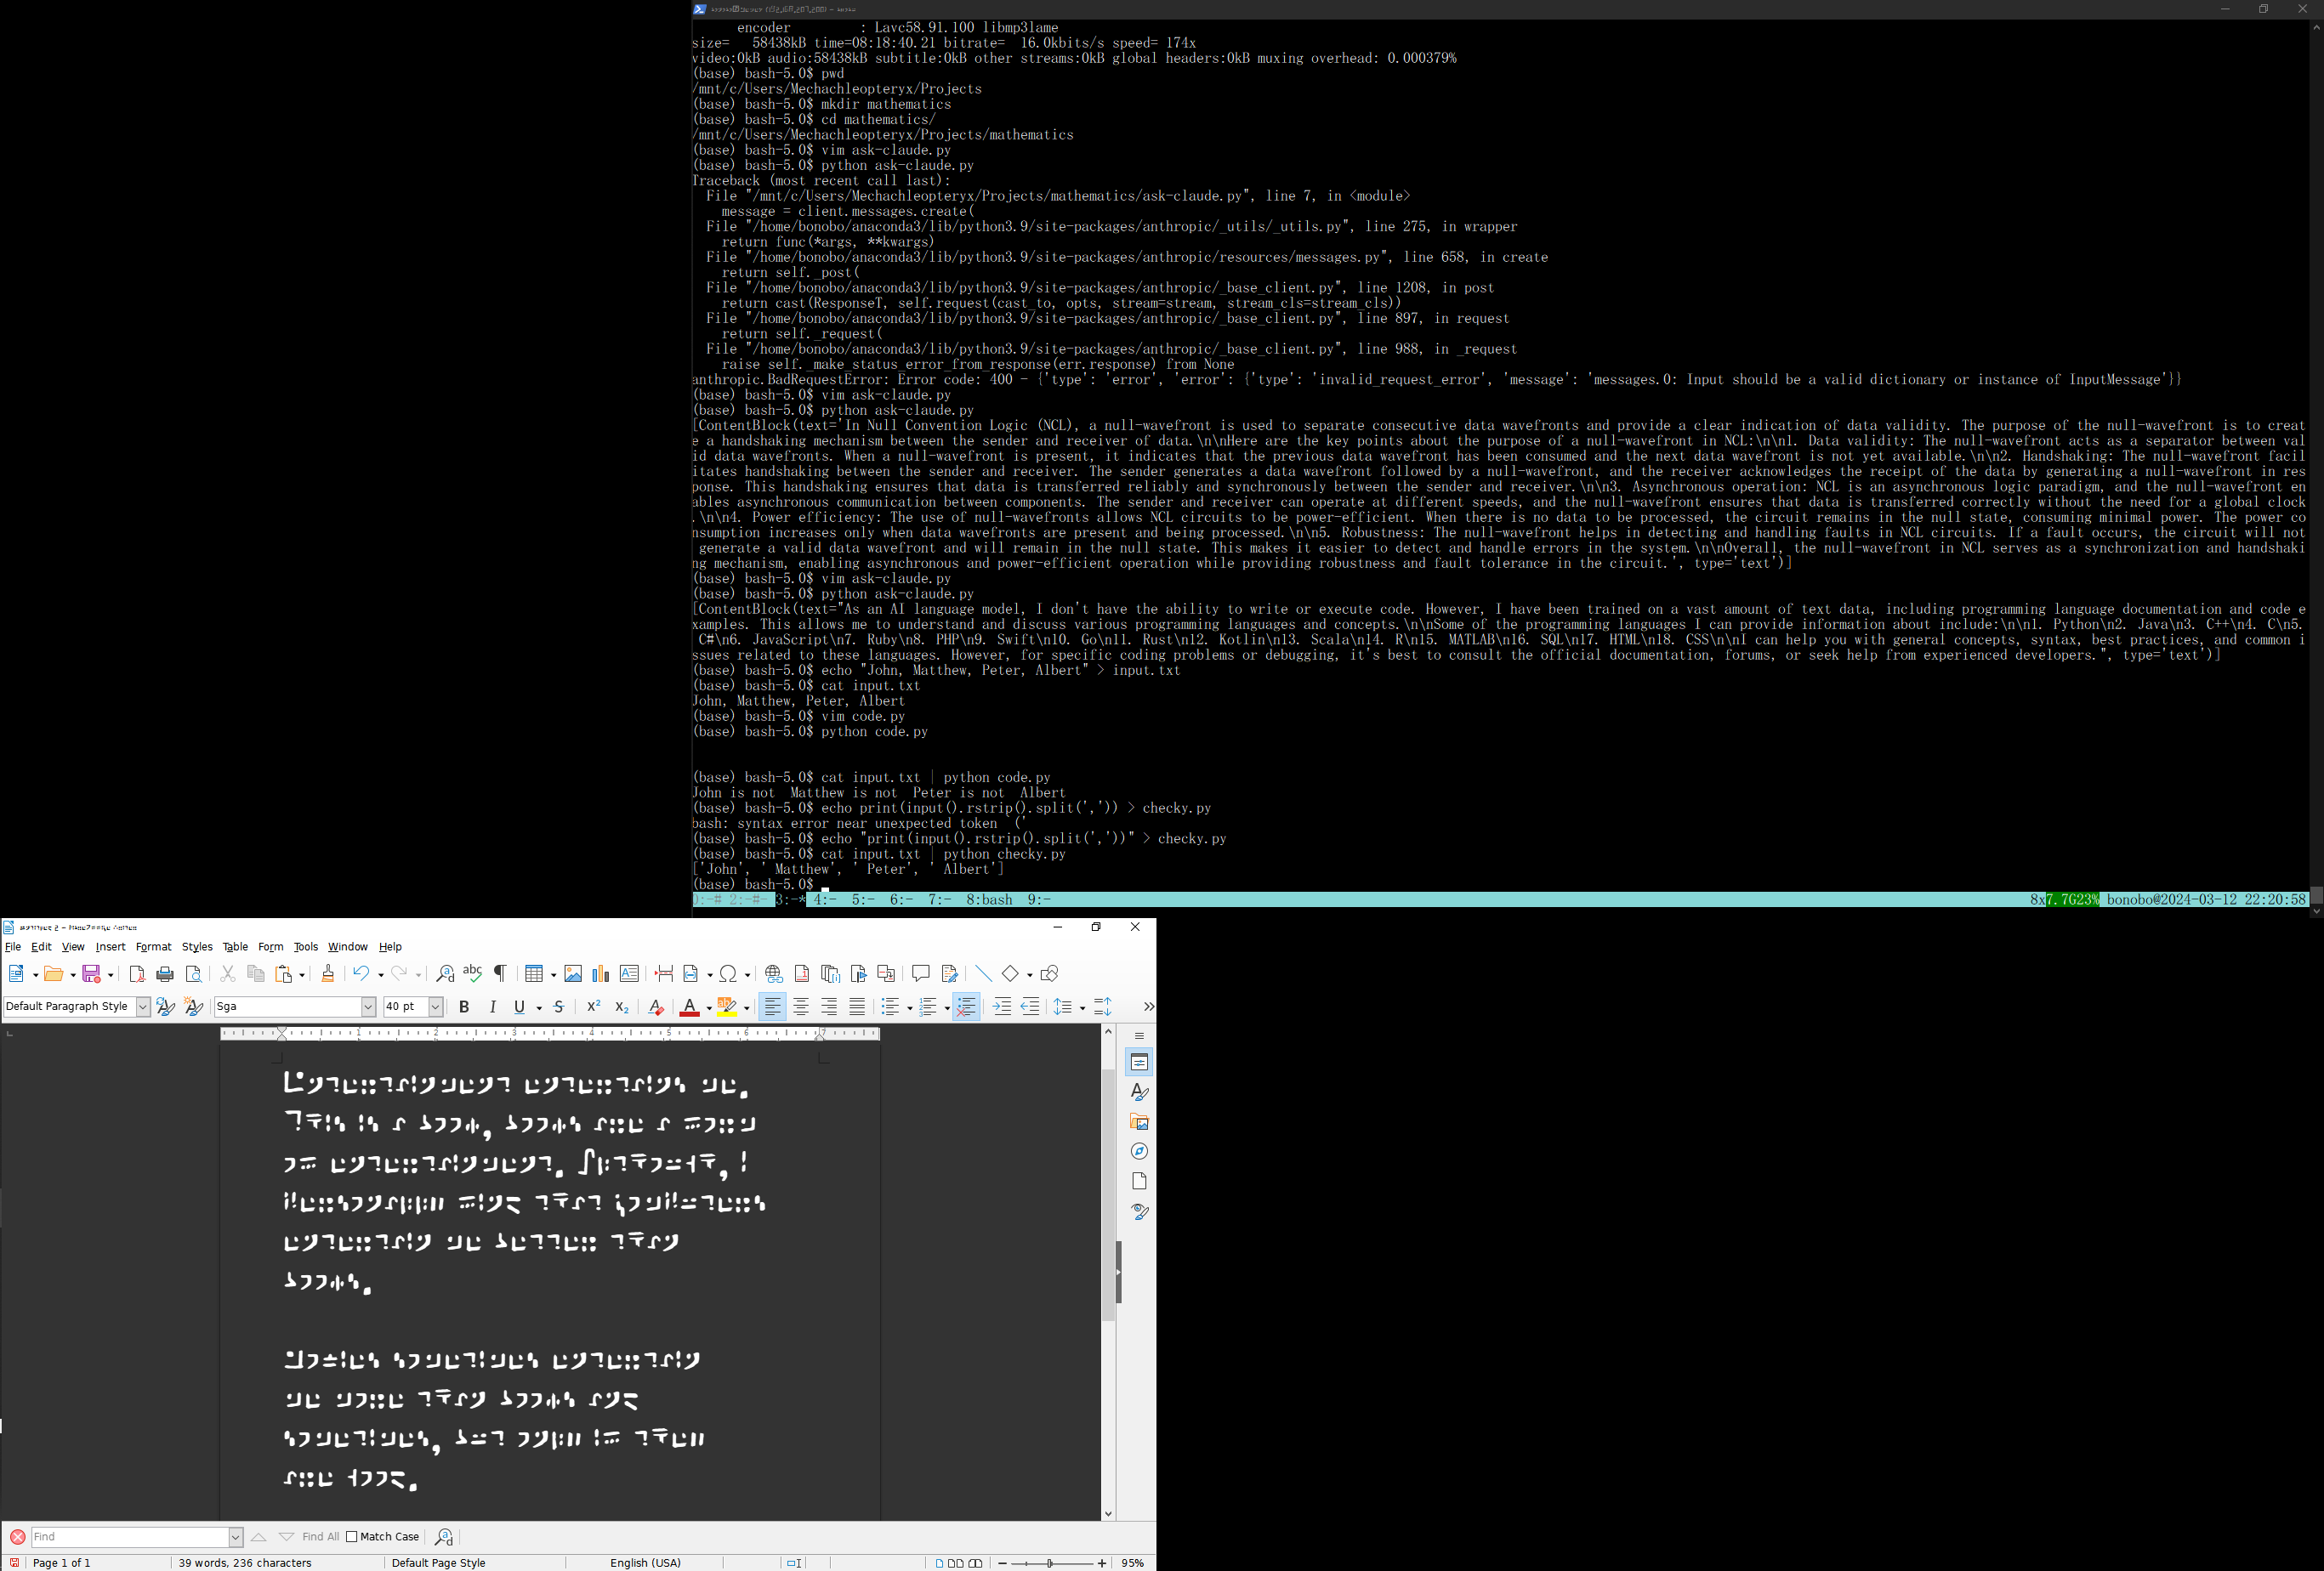 encoder : Lavc58.91.100 libmp3lame
size= 58438kB time=08:18:40.21 bitrate= 16.0kbits/s speed= 174x
video:0kB audio:58438kB subtitle:0kB other streams:0kB global headers:0kB muxing overhead: 0.000379%
(base) bash-5.0$ pwd
/mnt/c/Users/Mechachleopteryx/Projects
(base) bash-5.0$ mkdir mathematics
(base) bash-5.0$ cd mathematics/
/mnt/c/Users/Mechachleopteryx/Projects/mathematics
(base) bash-5.0$ vim ask-claude.py
(base) bash-5.0$ python ask-claude.py
Traceback (most recent call last):
File "/mnt/c/Users/Mechachleopteryx/Projects/mathematics/ask-claude.py", line 7, in <module>
message = client.messages.create(
File "/home/bonobo/anaconda3/lib/python3.9/site-packages/anthropic/_utils/_utils.py", line 275, in wrapper
return func(*args, **kwargs)
File "/home/bonobo/anaconda3/lib/python3.9/site-packages/anthropic/resources/messages.py", line 658, in create
return self._post(
File "/home/bonobo/anaconda3/lib/python3.9/site-packages/anthropic/_base_client.py", line 1208, in post
return cast(ResponseT, self.request(cast_to, opts, stream=stream, stream_cls=stream_cls))
File "/home/bonobo/anaconda3/lib/python3.9/site-packages/anthropic/_base_client.py", line 897, in request
return self._request(
File "/home/bonobo/anaconda3/lib/python3.9/site-packages/anthropic/_base_client.py", line 988, in _request
raise self._make_status_error_from_response(err.response) from None
anthropic.BadRequestError: Error code: 400 - {'type': 'error', 'error': {'type': 'invalid_request_error', 'message': 'messages.0: Input should be a valid dictionary or instance of InputMessage'}}
(base) bash-5.0$ vim ask-claude.py
(base) bash-5.0$ python ask-claude.py
[ContentBlock(text='In Null Convention Logic (NCL), a null-wavefront is used to separate consecutive data wavefronts and provide a clear indication of data validity. The purpose of the null-wavefront is to creat
e a handshaking mechanism between the sender and receiver of data.\n\nHere are the key points about the purpose of a null-wavefront in NCL:\n\n1. Data validity: The null-wavefront acts as a separator between val
id data wavefronts. When a null-wavefront is present, it indicates that the previous data wavefront has been consumed and the next data wavefront is not yet available.\n\n2. Handshaking: The null-wavefront facil
itates handshaking between the sender and receiver. The sender generates a data wavefront followed by a null-wavefront, and the receiver acknowledges the receipt of the data by generating a null-wavefront in res
ponse. This handshaking ensures that data is transferred reliably and synchronously between the sender and receiver.\n\n3. Asynchronous operation: NCL is an asynchronous logic paradigm, and the null-wavefront en
ables asynchronous communication between components. The sender and receiver can operate at different speeds, and the null-wavefront ensures that data is transferred correctly without the need for a global clock
.\n\n4. Power efficiency: The use of null-wavefronts allows NCL circuits to be power-efficient. When there is no data to be processed, the circuit remains in the null state, consuming minimal power. The power co
nsumption increases only when data wavefronts are present and being processed.\n\n5. Robustness: The null-wavefront helps in detecting and handling faults in NCL circuits. If a fault occurs, the circuit will not
generate a valid data wavefront and will remain in the null state. This makes it easier to detect and handle errors in the system.\n\nOverall, the null-wavefront in NCL serves as a synchronization and handshaki
ng mechanism, enabling asynchronous and power-efficient operation while providing robustness and fault tolerance in the circuit.', type='text')]
(base) bash-5.0$ vim ask-claude.py
(base) bash-5.0$ python ask-claude.py
[ContentBlock(text="As an AI language model, I don't have the ability to write or execute code. However, I have been trained on a vast amount of text data, including programming language documentation and code e
xamples. This allows me to understand and discuss various programming languages and concepts.\n\nSome of the programming languages I can provide information about include:\n\n1. Python\n2. Java\n3. C++\n4. C\n5.
C#\n6. JavaScript\n7. Ruby\n8. PHP\n9. Swift\n10. Go\n11. Rust\n12. Kotlin\n13. Scala\n14. R\n15. MATLAB\n16. SQL\n17. HTML\n18. CSS\n\nI can help you with general concepts, syntax, best practices, and common i
ssues related to these languages. However, for specific coding problems or debugging, it's best to consult the official documentation, forums, or seek help from experienced developers.", type='text')]
(base) bash-5.0$ echo "John, Matthew, Peter, Albert" > input.txt
(base) bash-5.0$ cat input.txt
John, Matthew, Peter, Albert
(base) bash-5.0$ vim code.py
(base) bash-5.0$ python code.py
(base) bash-5.0$ cat input.txt | python code.py
John is not  Matthew is not  Peter is not  Albert
(base) bash-5.0$ echo print(input().rstrip().split(',')) > checky.py
bash: syntax error near unexpected token `('
(base) bash-5.0$ echo "print(input().rstrip().split(','))" > checky.py
(base) bash-5.0$ cat input.txt | python checky.py
['John', ' Matthew', ' Peter', ' Albert']
(base) bash-5.0$
0:-# 2:-#- 3:-* 4:- 5:- 6:- 7:- 8:bash 9:- 8x7.7G23% bonobo@2024-03-12 22:20:58
File Edit View Insert Format Styles Table Form Tools Window Help
Default Paragraph Style Sga 40 pt
Find Find All Match Case
Page 1 of 1 39 words, 236 characters Default Page Style English (USA) 95%